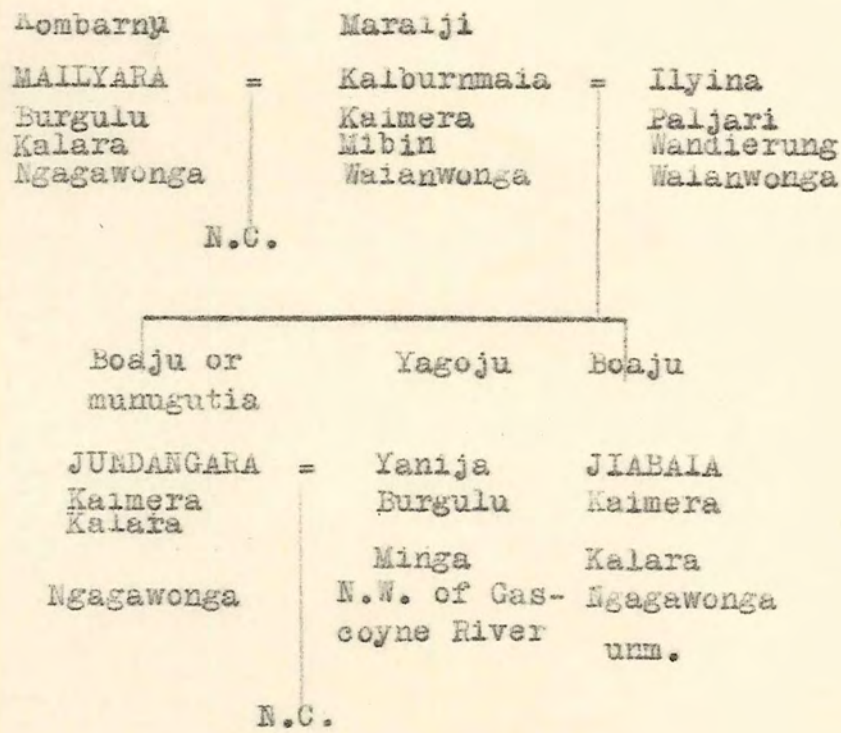 Kombarnu Maraiji
MAILYARA = Kalburnmaia = Ilyina
Burgulu Kaimera Paljari
Kalara Mibin Wandierung
Ngagawonga Waianwonga Waianwonga
N.C.
Boaju or Yagoju Boaju
munugutia
JUNDANGARA = Yanija JIABAIA
Kaimera Burgulu Kaimera
Kalara
Minga Kalara
Ngagawonga N.W. of Gas- Ngagawonga
coyne River
unm.
N.C.